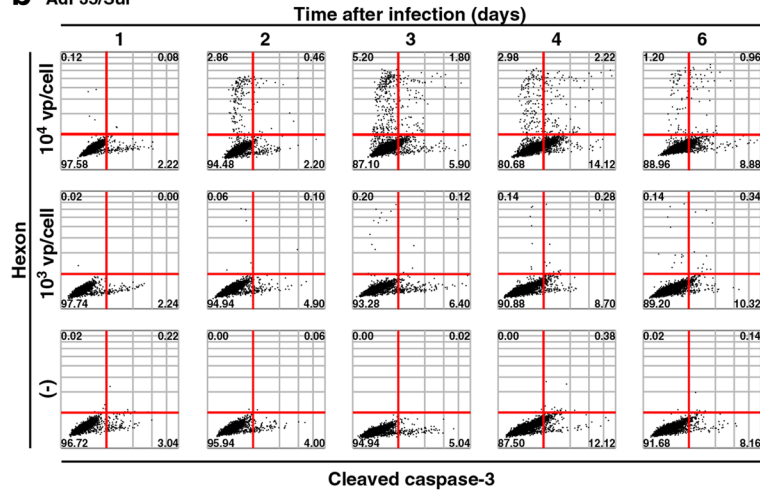 b AdF35/Sur
Time after infection (days)
1 2 3 4 6
0.12 0.08 2.86 0.46 5.20 1.80 2.98 2.22 1.20 0.96
10⁴ vp/cell
97.58 2.22 94.48 2.20 87.10 5.90 80.68 14.12 88.96 8.88
0.02 0.00 0.06 0.10 0.20 0.12 0.14 0.28 0.14 0.34
Hexon
10³ vp/cell
97.74 2.24 94.94 4.90 93.28 6.40 90.88 8.70 89.20 10.32
0.02 0.22 0.00 0.06 0.00 0.02 0.00 0.38 0.02 0.14
(-)
96.72 3.04 95.94 4.00 94.94 5.04 87.50 12.12 91.68 8.16
Cleaved caspase-3